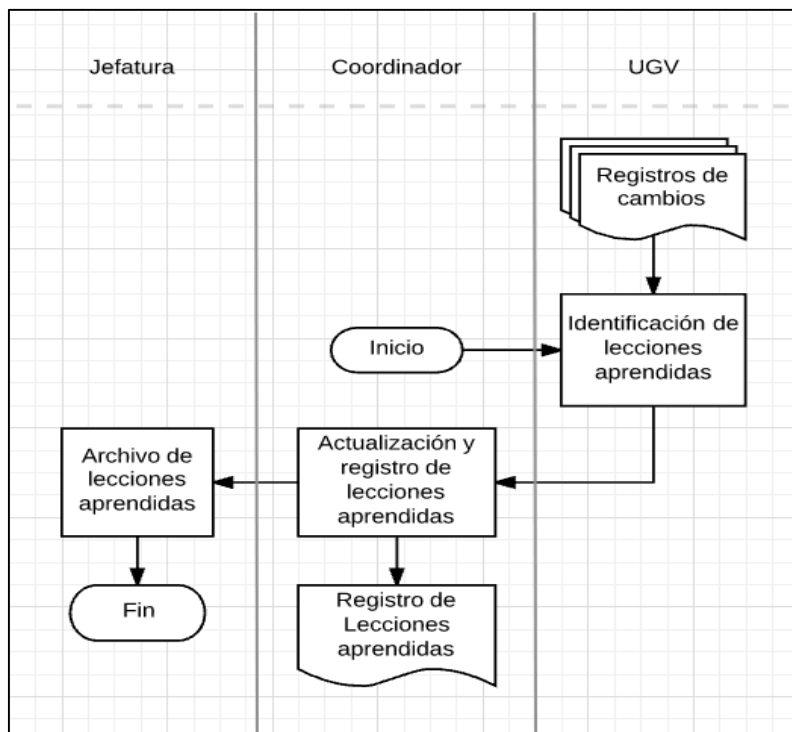 Jefatura
Coordinador
UGV
Registros de
cambios
Identificación de
lecciones
aprendidas
Inicio
Actualización y
registro de
lecciones
aprendidas
Archivo de
lecciones
aprendidas
Fin
Registro de
Lecciones
aprendidas